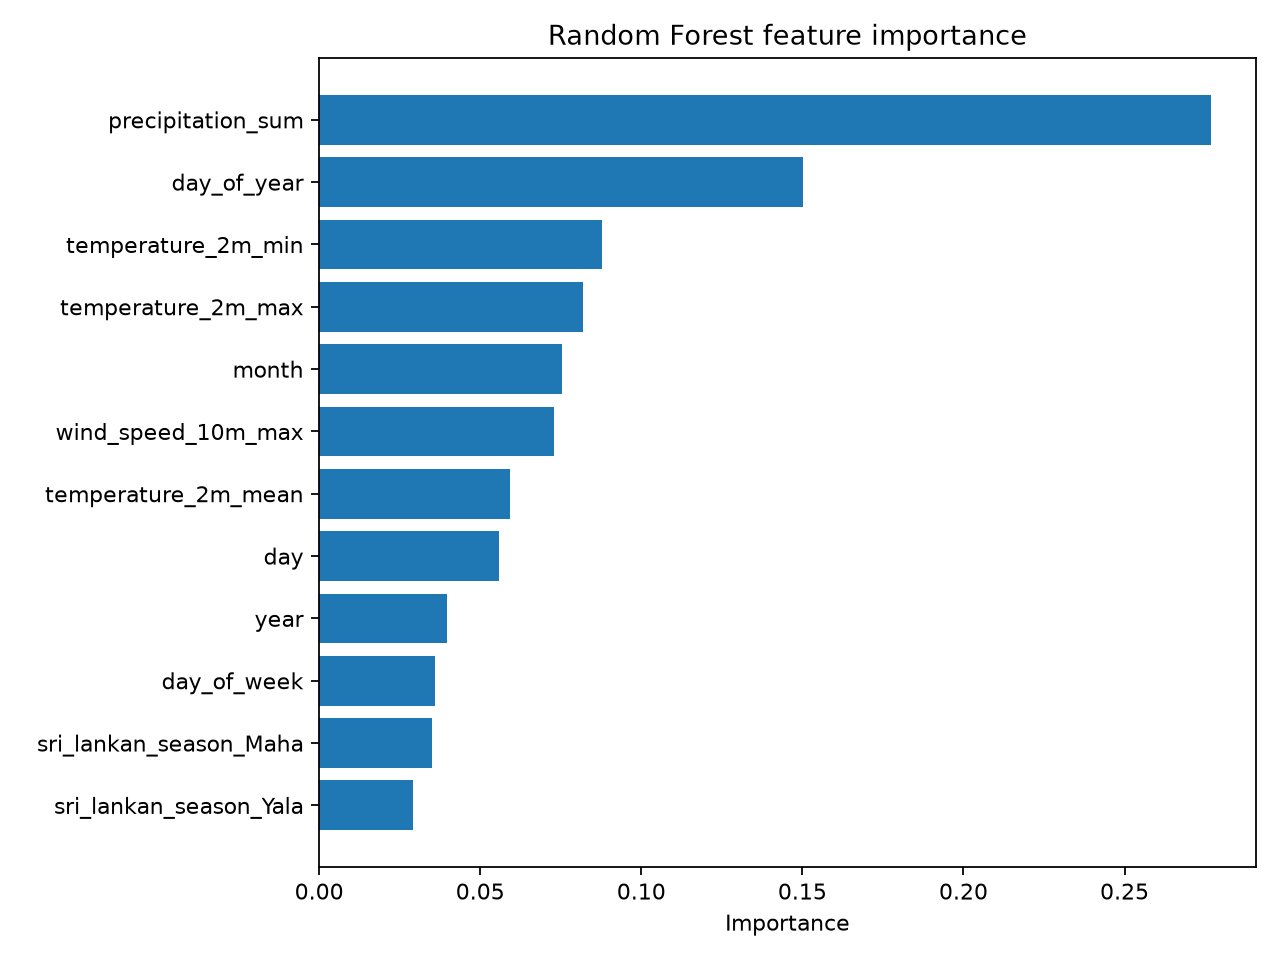 Random Forest feature importance
precipitation_sum
day_of_year
temperature_2m_min
temperature_2m_max
month
wind_speed_10m_max
temperature_2m_mean
day
year
day_of_week
sri_lankan_season_Maha
sri_lankan_season_Yala
0.00 0.05 0.10 0.15 0.20 0.25
Importance